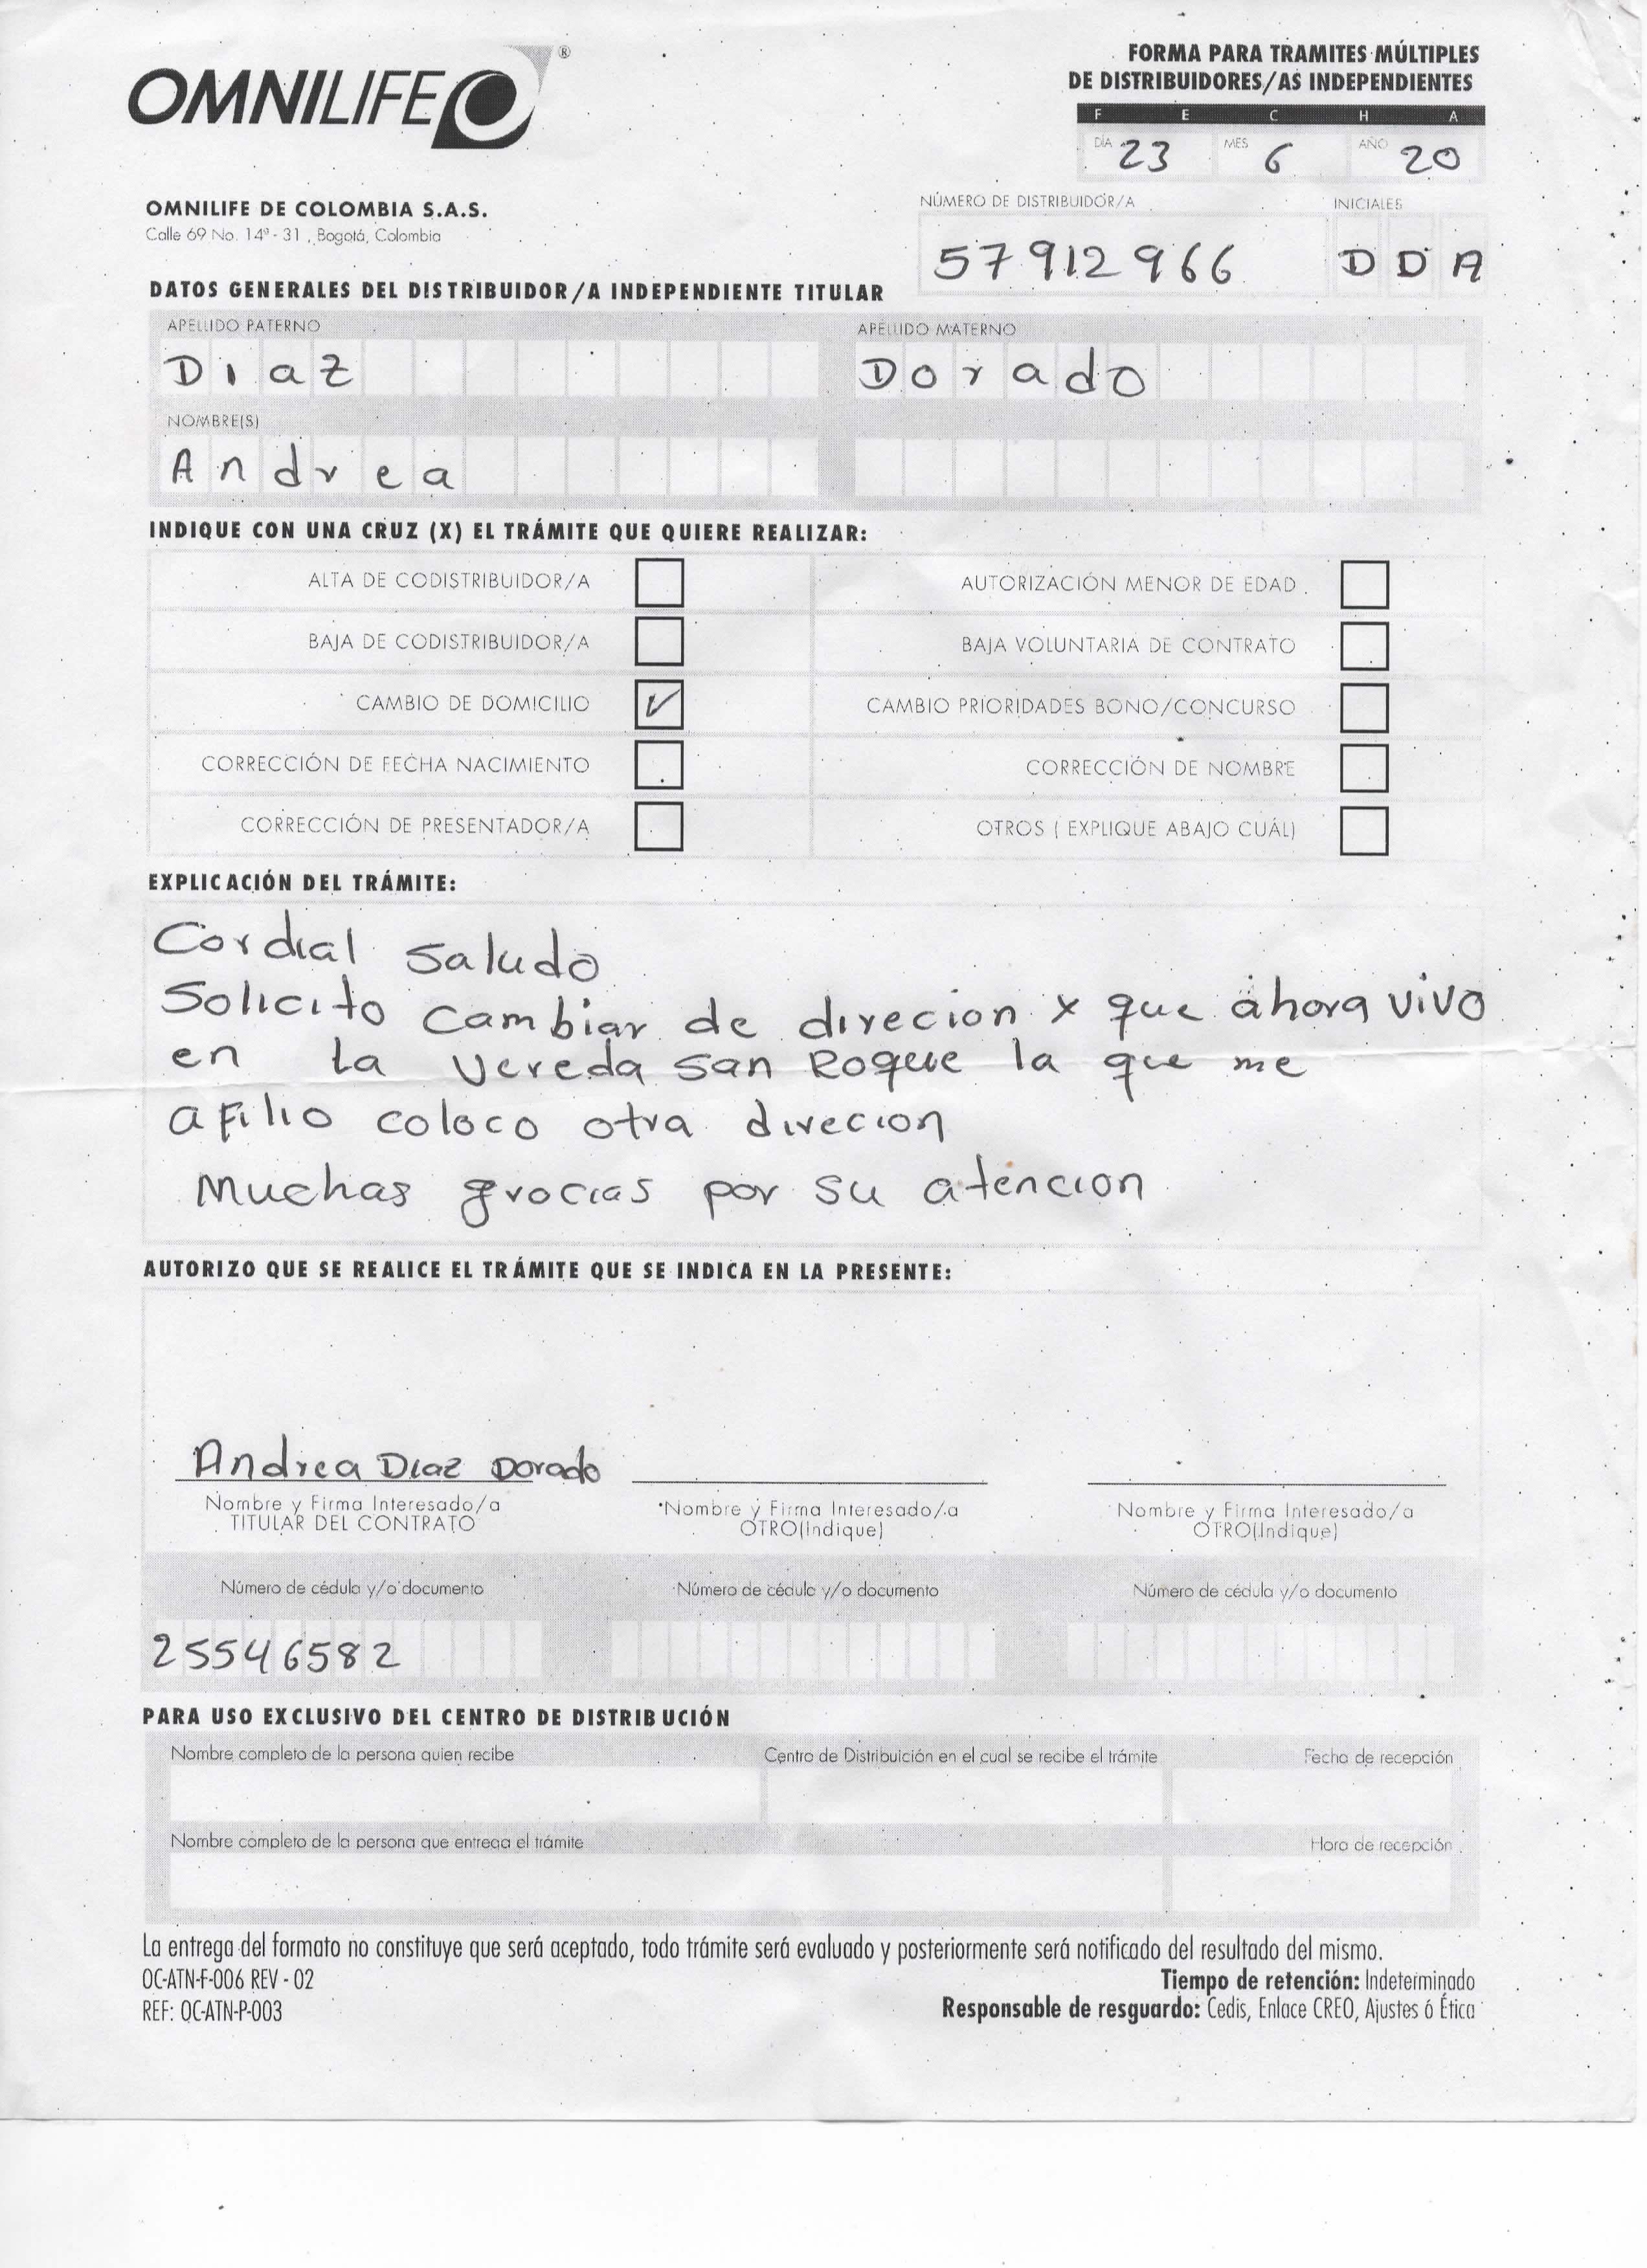 OMNILIFE ®
FORMA PARA TRAMITES MÚLTIPLES
DE DISTRIBUIDORES/AS INDEPENDIENTES
F E C H A
DÍA 23 MES 6 AÑO 20
OMNILIFE DE COLOMBIA S.A.S.
Calle 69 No. 14ª - 31 , Bogotá, Colombia
NÚMERO DE DISTRIBUIDOR/A INICIALES
57912966 D D A
DATOS GENERALES DEL DISTRIBUIDOR/A INDEPENDIENTE TITULAR
APELLIDO PATERNO APELLIDO MATERNO
Diaz Dorado
NOMBRE(S)
Andrea
INDIQUE CON UNA CRUZ (X) EL TRÁMITE QUE QUIERE REALIZAR:
ALTA DE CODISTRIBUIDOR/A AUTORIZACIÓN MENOR DE EDAD
BAJA DE CODISTRIBUIDOR/A BAJA VOLUNTARIA DE CONTRATO
CAMBIO DE DOMICILIO ✓ CAMBIO PRIORIDADES BONO/CONCURSO
CORRECCIÓN DE FECHA NACIMIENTO CORRECCIÓN DE NOMBRE
CORRECCIÓN DE PRESENTADOR/A OTROS ( EXPLIQUE ABAJO CUÁL)
EXPLICACIÓN DEL TRÁMITE:
Cordial saludo
Solicito cambiar de direcion x que ahora vivo
en la Vereda San Roque la que me
afilio coloco otra direcion
Muchas grocias por su atencion
AUTORIZO QUE SE REALICE EL TRÁMITE QUE SE INDICA EN LA PRESENTE:
Andrea Diaz Dorado
Nombre y Firma Interesado/a Nombre y Firma Interesado/a Nombre y Firma Interesado/a
TITULAR DEL CONTRATO OTRO(Indique) OTRO(Indique)
Número de cédula y/o documento Número de cédula y/o documento Número de cédula y/o documento
25546582
PARA USO EXCLUSIVO DEL CENTRO DE DISTRIBUCIÓN
Nombre completo de la persona quien recibe Centro de Distribuición en el cual se recibe el trámite Fecha de recepción
Nombre completo de la persona que entrega el trámite Hora de recepción
La entrega del formato no constituye que será aceptado, todo trámite será evaluado y posteriormente será notificado del resultado del mismo.
OC-ATN-F-006 REV - 02 Tiempo de retención: Indeterminado
REF: OC-ATN-P-003 Responsable de resguardo: Cedis, Enlace CREO, Ajustes ó Ética